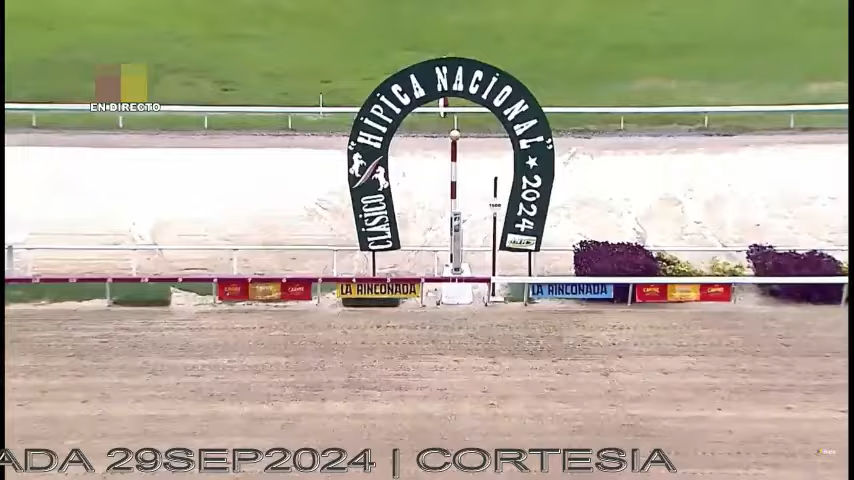 EN DIRECTO
CLÁSICO "HÍPICA NACIONAL" ★ 2024
LA RINCONADA
LA RINCONADA
ADA 29SEP2024 | CORTESIA